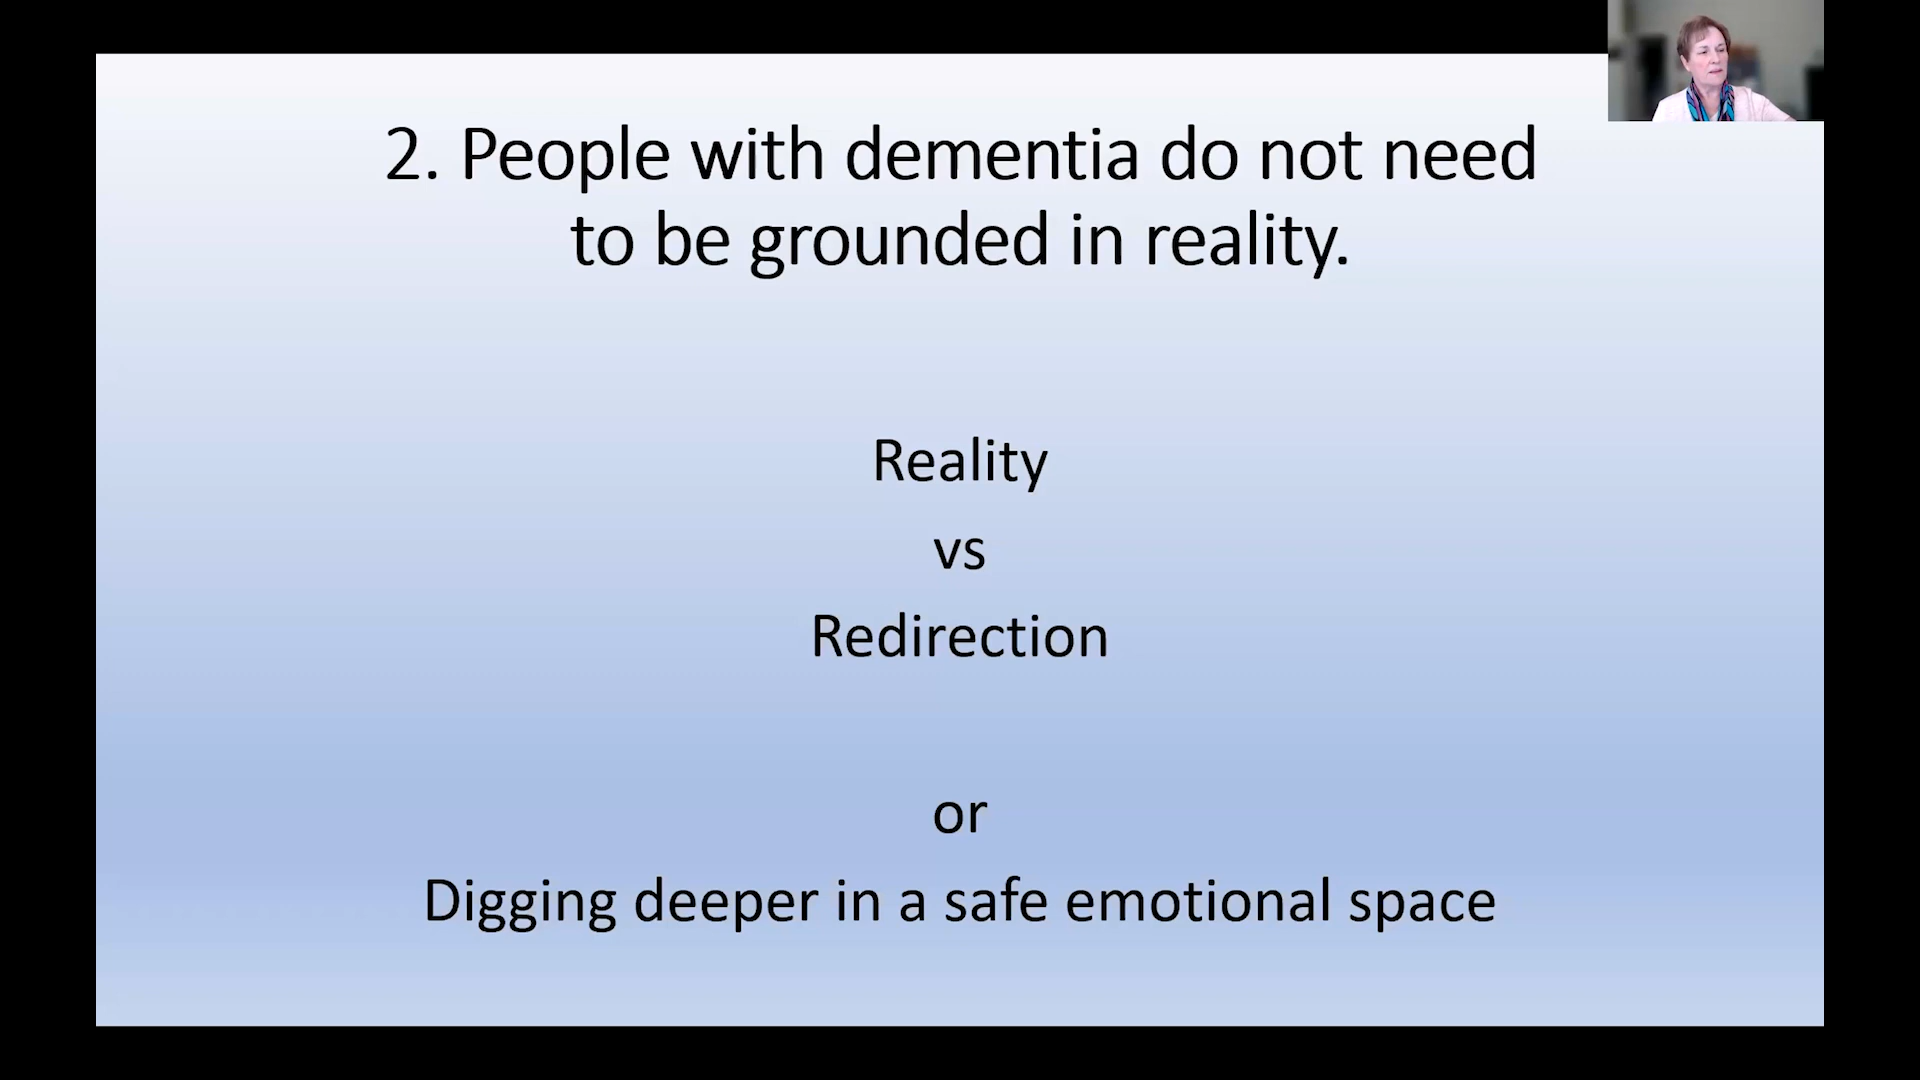 2. People with dementia do not need
to be grounded in reality.
Reality
vs
Redirection
or
Digging deeper in a safe emotional space